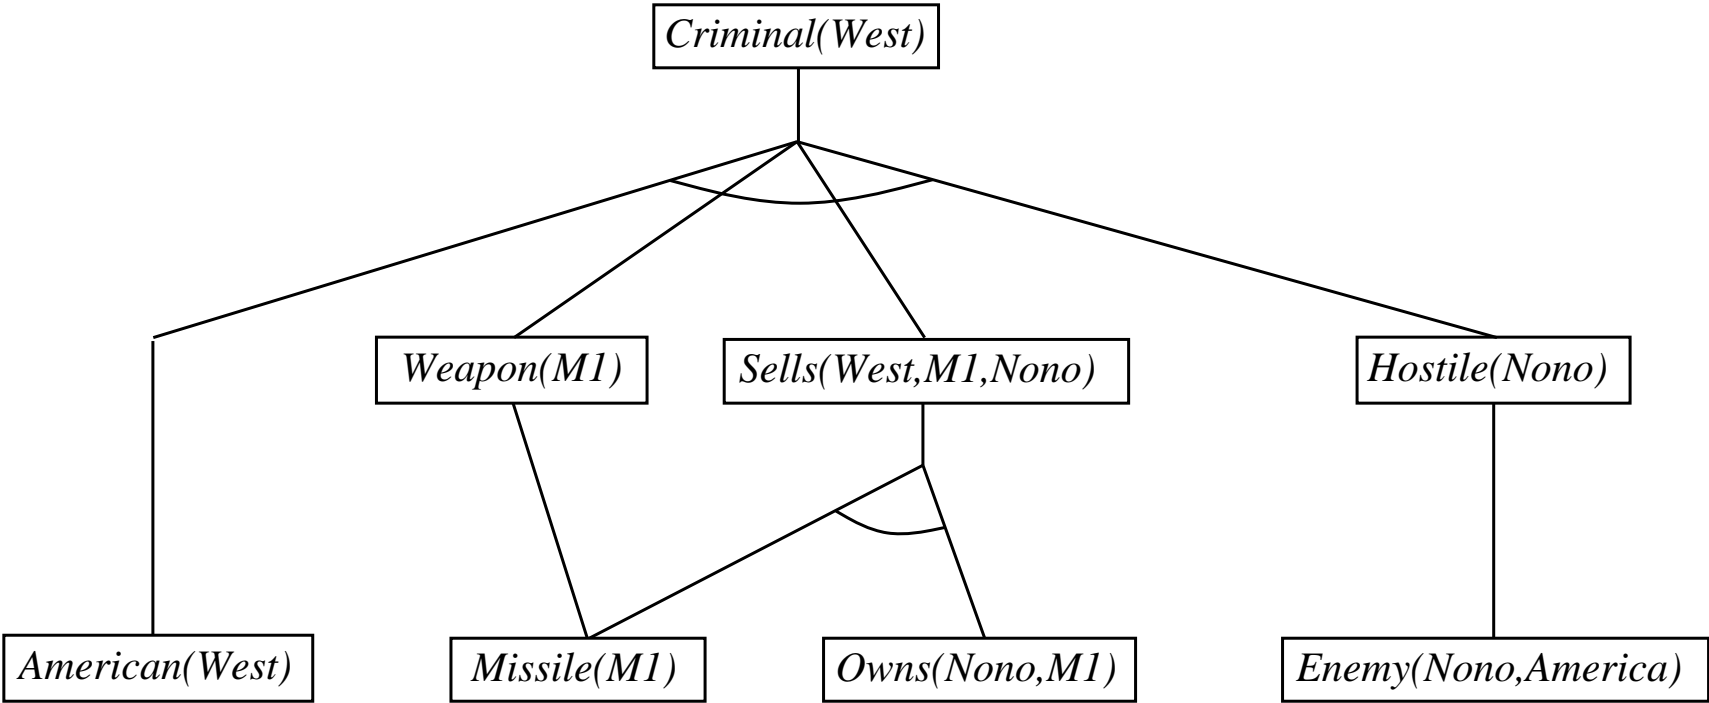 Criminal(West)
Weapon(M1)
Sells(West,M1,Nono)
Hostile(Nono)
American(West)
Missile(M1)
Owns(Nono,M1)
Enemy(Nono,America)